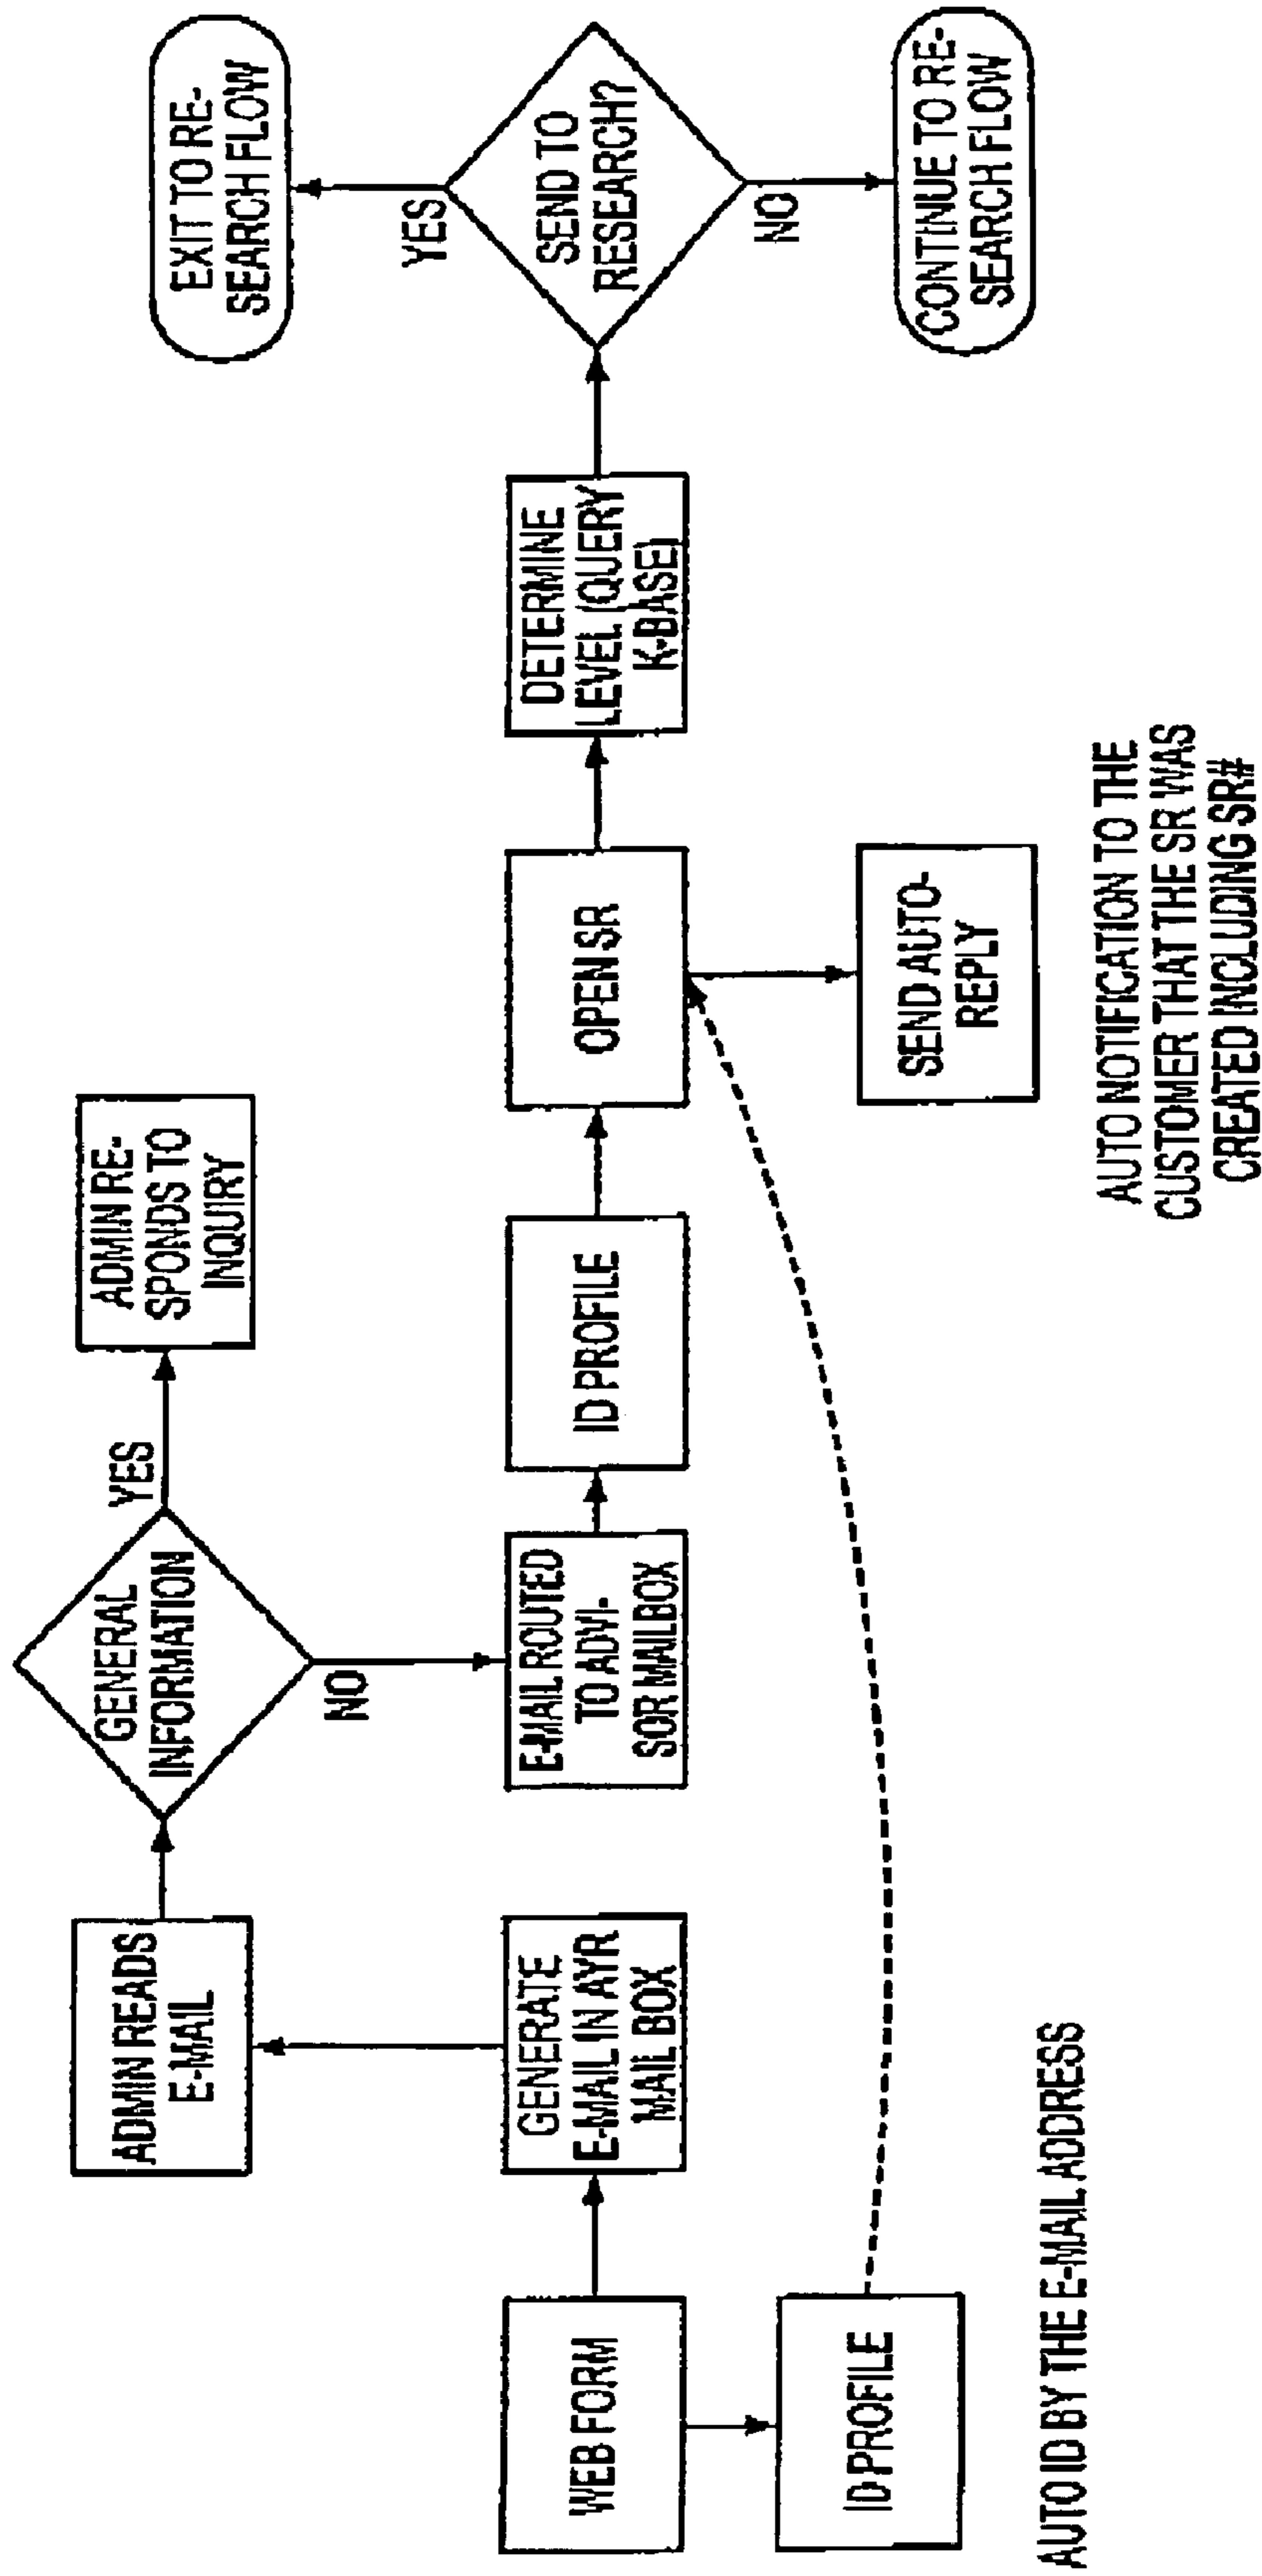 WEB FORM
ID PROFILE
AUTO ID BY THE E-MAIL ADDRESS
GENERATE
E-MAIL IN AYR
MAIL BOX
ADMIN READS
E-MAIL
GENERAL
INFORMATION
YES
NO
ADMIN RE-
SPONDS TO
INQUIRY
E-MAIL ROUTED
TO ADVI-
SOR MAILBOX
ID PROFILE
OPEN SR
SEND AUTO-
REPLY
AUTO NOTIFICATION TO THE
CUSTOMER THAT THE SR WAS
CREATED INCLUDING SR#
DETERMINE
LEVEL (QUERY
K-BASE)
SEND TO
RESEARCH?
YES
NO
EXIT TO RE-
SEARCH FLOW
CONTINUE TO RE-
SEARCH FLOW